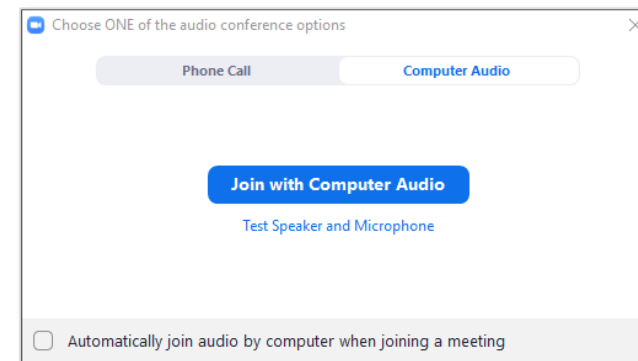 Choose ONE of the audio conference options
Phone Call
Computer Audio
Join with Computer Audio
Test Speaker and Microphone
Automatically join audio by computer when joining a meeting